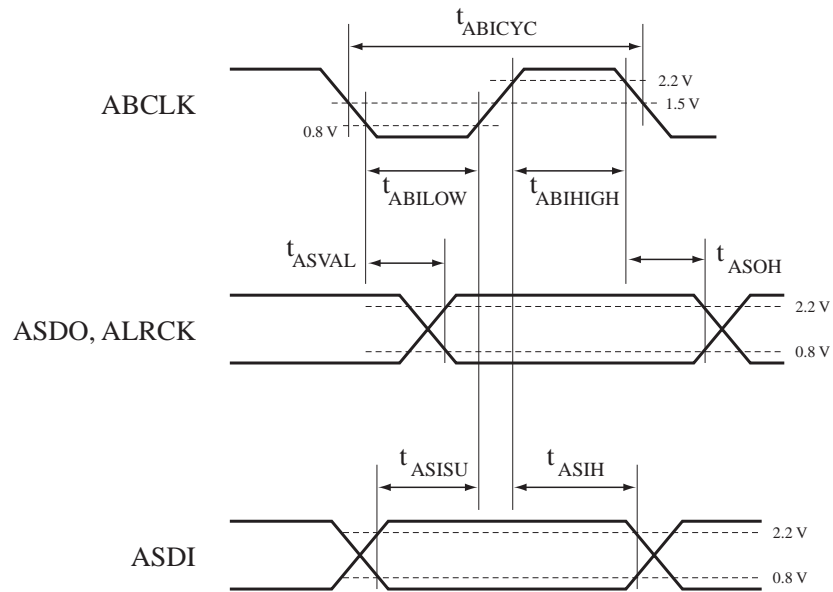 tABICYC
ABCLK
2.2 V
1.5 V
0.8 V
tABILOW
tABIHIGH
tASVAL
tASOH
ASDO, ALRCK
2.2 V
0.8 V
tASISU
tASIH
ASDI
2.2 V
0.8 V